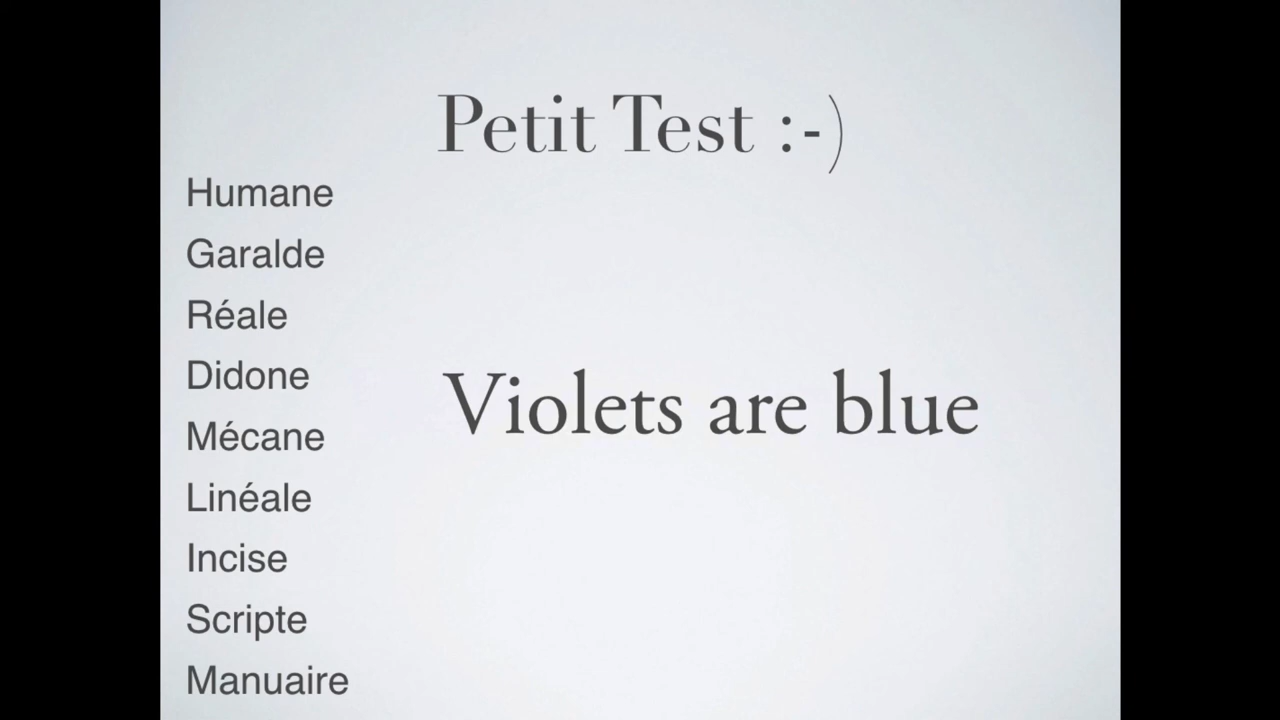 Petit Test :-)
Humane
Garalde
Réale
Didone
Mécane
Linéale
Incise
Scripte
Manuaire
Violets are blue